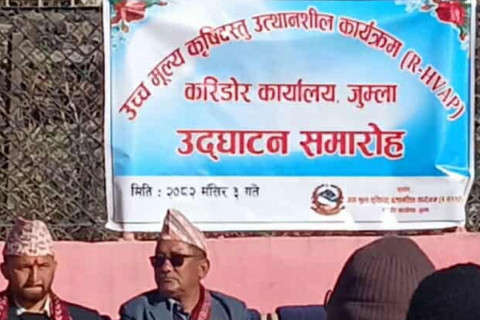 उच्च मूल्य कृषिवस्तु उत्थानशील कार्यक्रम (R-HVAP)
करिडोर कार्यालय, जुम्ला
उद्घाटन समारोह
मिति : २०८२ मंसिर ३ गते